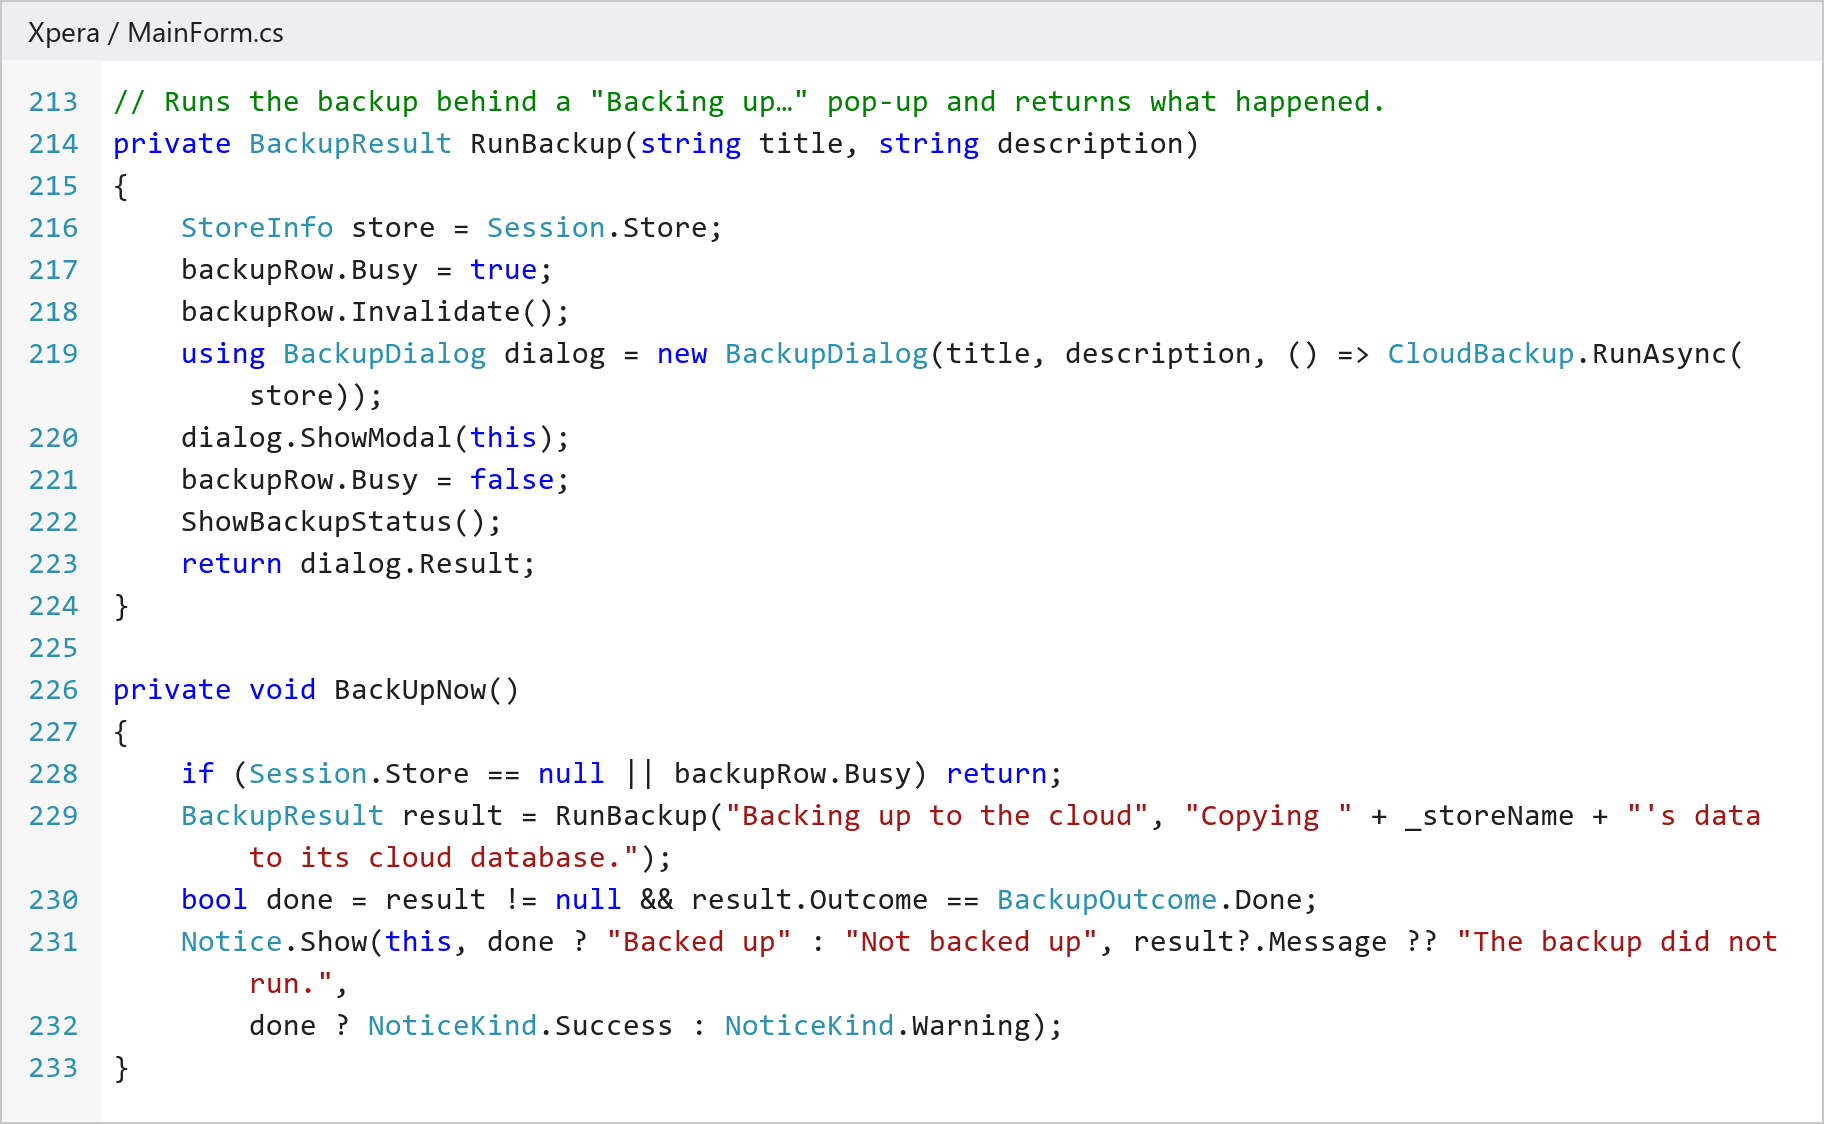 Xpera / MainForm.cs
213 // Runs the backup behind a "Backing up…" pop-up and returns what happened.
214 private BackupResult RunBackup(string title, string description)
215 {
216     StoreInfo store = Session.Store;
217     backupRow.Busy = true;
218     backupRow.Invalidate();
219     using BackupDialog dialog = new BackupDialog(title, description, () => CloudBackup.RunAsync(
        store));
220     dialog.ShowModal(this);
221     backupRow.Busy = false;
222     ShowBackupStatus();
223     return dialog.Result;
224 }
225
226 private void BackUpNow()
227 {
228     if (Session.Store == null || backupRow.Busy) return;
229     BackupResult result = RunBackup("Backing up to the cloud", "Copying " + _storeName + "'s data
        to its cloud database.");
230     bool done = result != null && result.Outcome == BackupOutcome.Done;
231     Notice.Show(this, done ? "Backed up" : "Not backed up", result?.Message ?? "The backup did not
        run.",
232         done ? NoticeKind.Success : NoticeKind.Warning);
233 }